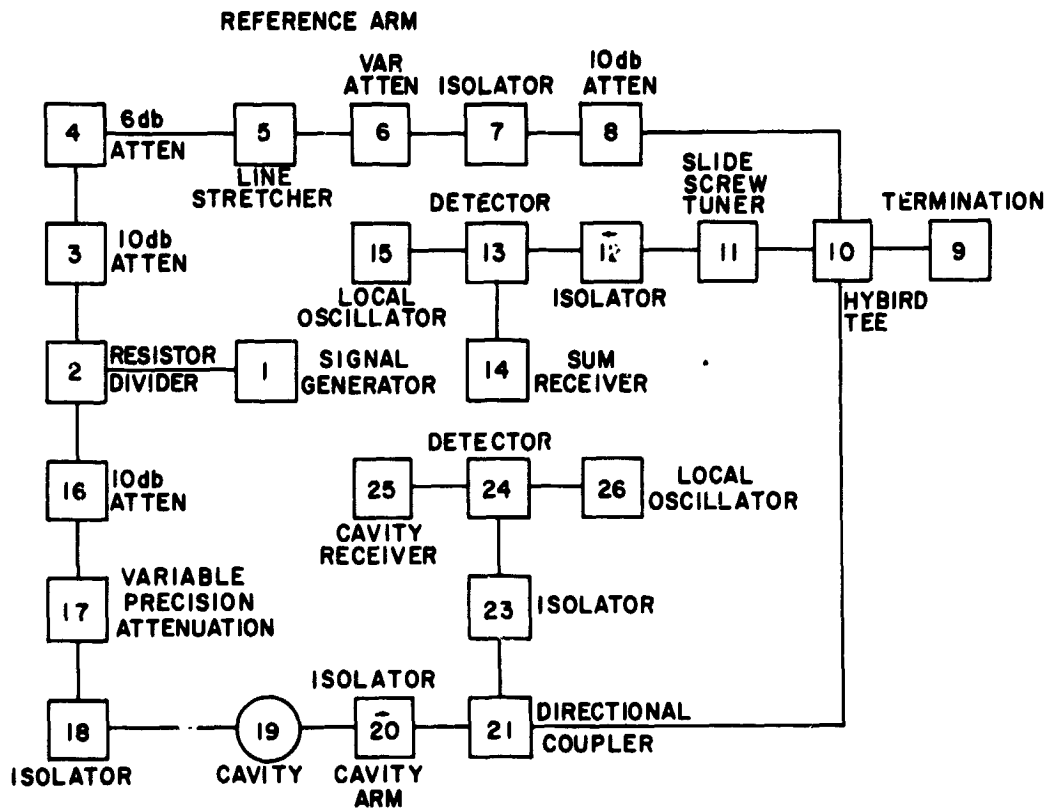 REFERENCE ARM
VAR
ATTEN
ISOLATOR
10db
ATTEN
4
6db
ATTEN
5
LINE
STRETCHER
6
7
8
SLIDE
SCREW
TUNER
DETECTOR
TERMINATION
3
10db
ATTEN
15
LOCAL
OSCILLATOR
13
12
ISOLATOR
11
10
HYBIRD
TEE
9
2
RESISTOR
DIVIDER
1
SIGNAL
GENERATOR
14
SUM
RECEIVER
DETECTOR
16
10db
ATTEN
25
CAVITY
RECEIVER
24
26
LOCAL
OSCILLATOR
17
VARIABLE
PRECISION
ATTENUATION
23
ISOLATOR
ISOLATOR
18
ISOLATOR
19
CAVITY
20
CAVITY
ARM
21
DIRECTIONAL
COUPLER